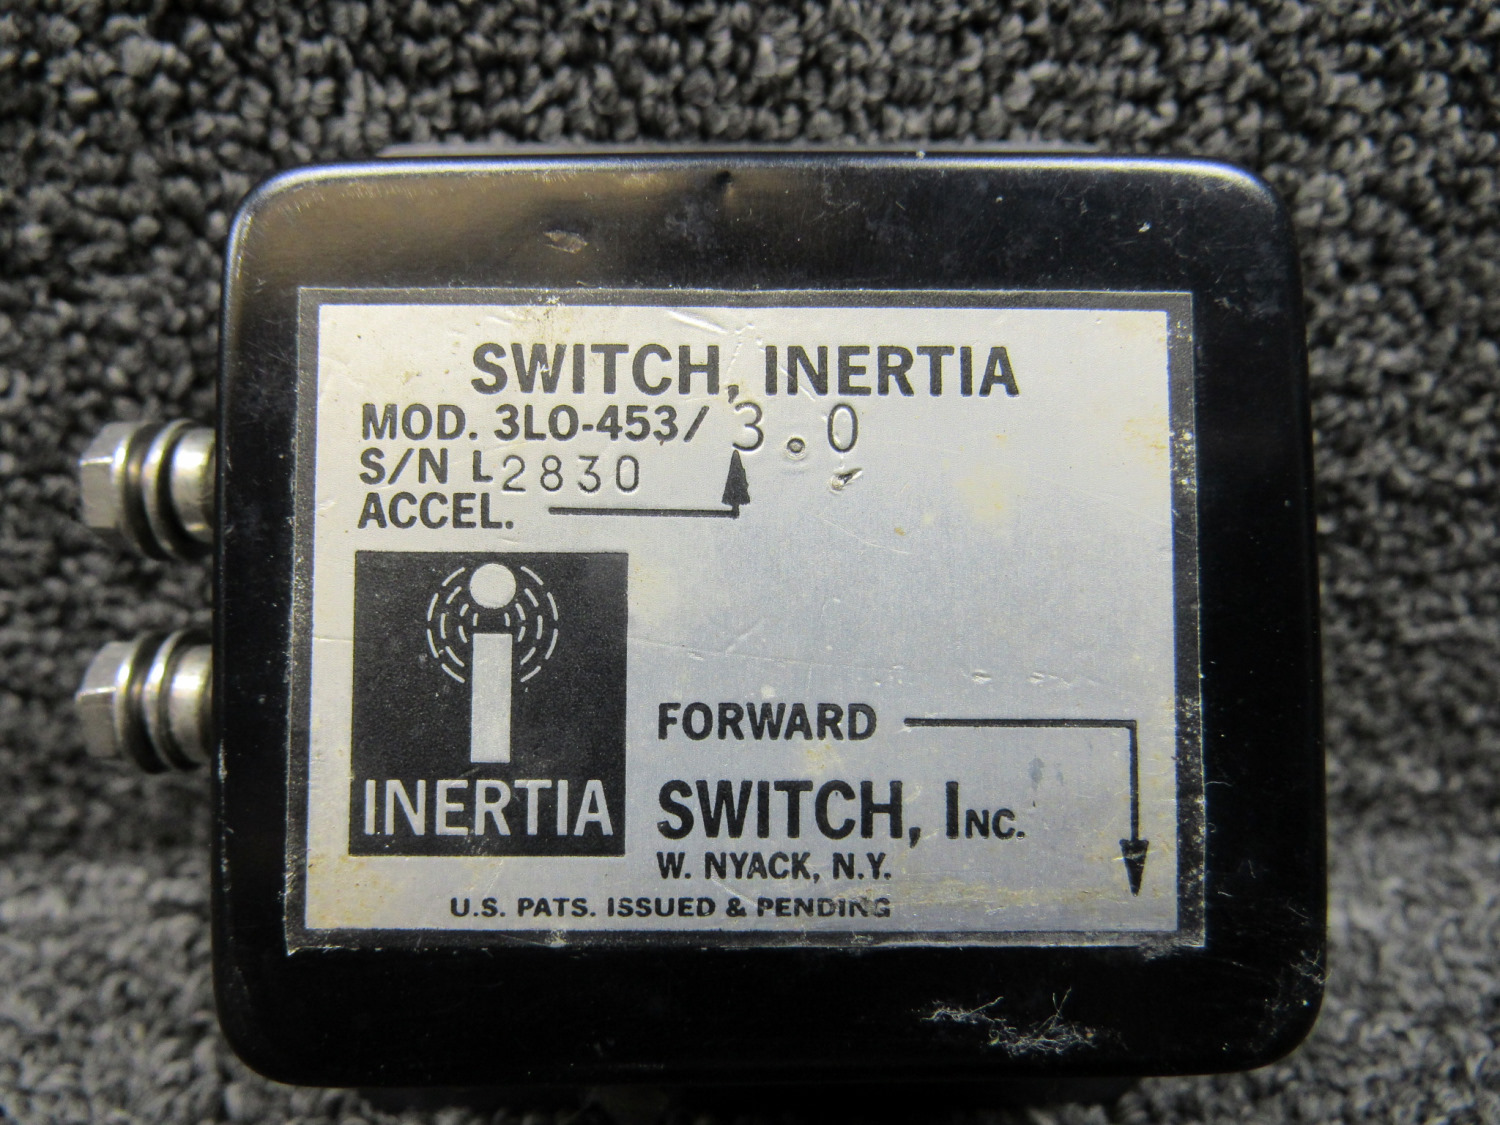 SWITCH, INERTIA
MOD. 3LO-453/ 3.0
S/N L2830
ACCEL.
INERTIA
FORWARD
SWITCH, INC.
W. NYACK, N.Y.
U.S. PATS. ISSUED & PENDING